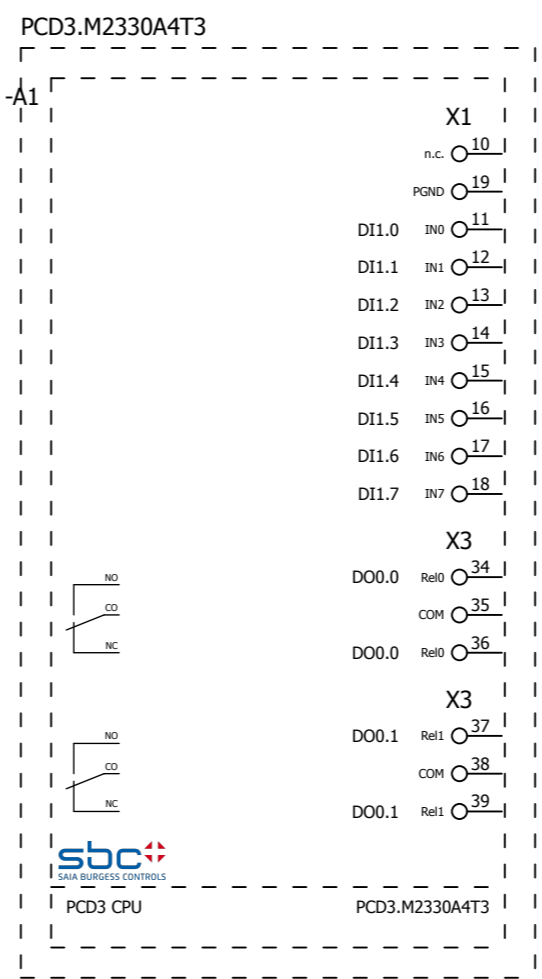 PCD3.M2330A4T3
-A1
X1
n.c. 10
PGND 19
DI1.0 IN0 11
DI1.1 IN1 12
DI1.2 IN2 13
DI1.3 IN3 14
DI1.4 IN4 15
DI1.5 IN5 16
DI1.6 IN6 17
DI1.7 IN7 18
X3
NO DO0.0 Rel0 34
CO COM 35
NC DO0.0 Rel0 36
X3
NO DO0.1 Rel1 37
CO COM 38
NC DO0.1 Rel1 39
sbc
SAIA BURGESS CONTROLS
PCD3 CPU PCD3.M2330A4T3